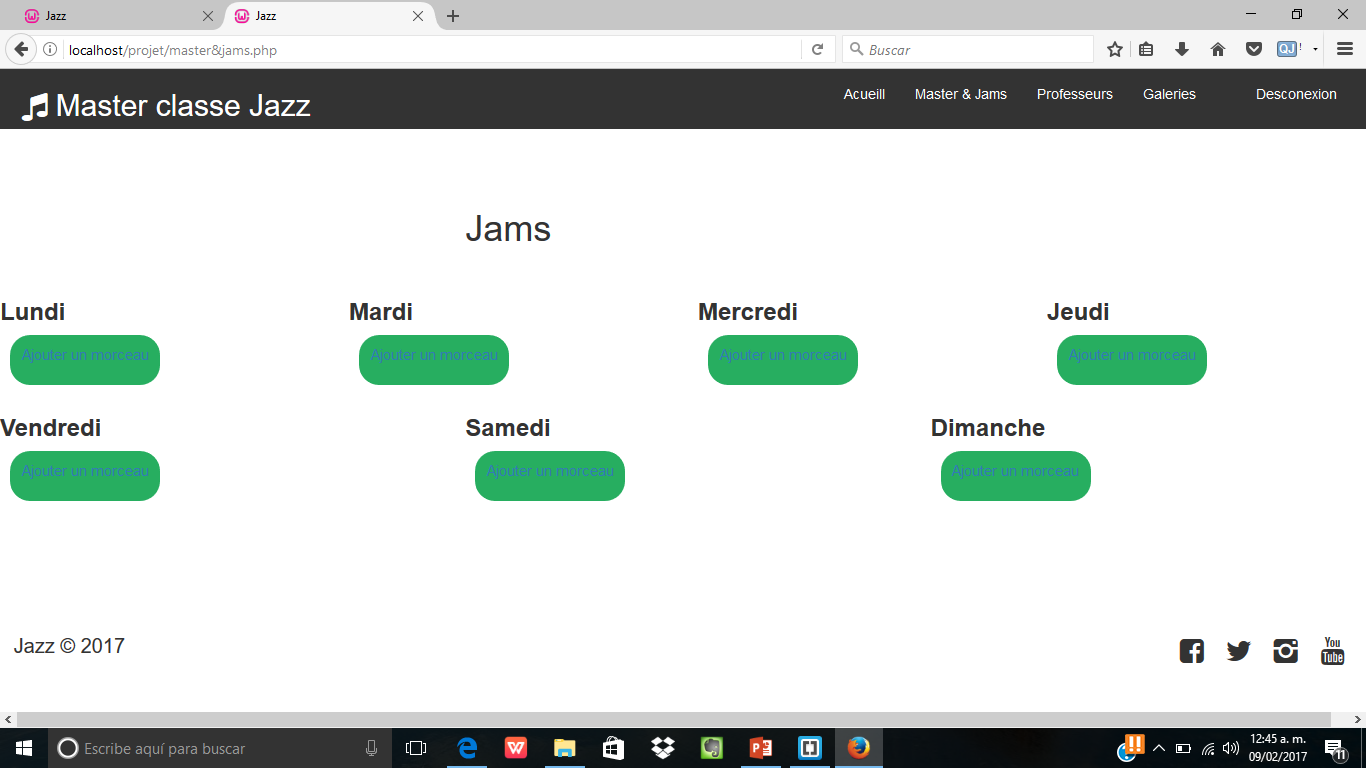 Jazz
Jazz
localhost/projet/master&jams.php
Buscar
QJ !
Master classe Jazz
Acueill
Master & Jams
Professeurs
Galeries
Desconexion
Jams
Lundi
Mardi
Mercredi
Jeudi
Ajouter un morceau
Ajouter un morceau
Ajouter un morceau
Ajouter un morceau
Vendredi
Samedi
Dimanche
Ajouter un morceau
Ajouter un morceau
Ajouter un morceau
Jazz © 2017
You
Tube
Escribe aquí para buscar
12:45 a. m.
09/02/2017
11